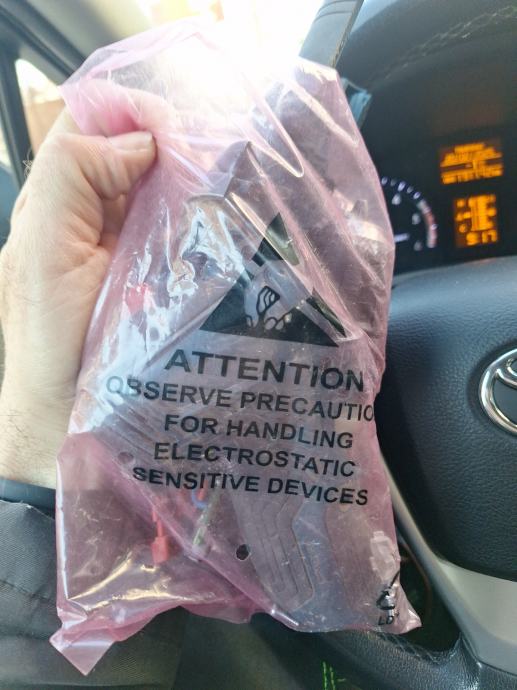 ATTENTION
OBSERVE PRECAUTIO
FOR HANDLING
ELECTROSTATIC
SENSITIVE DEVICES